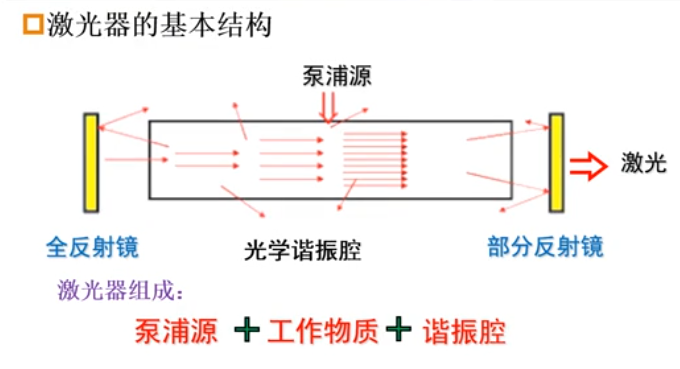 激光器的基本结构
泵浦源
激光
全反射镜
光学谐振腔
部分反射镜
激光器组成：
泵浦源 + 工作物质 + 谐振腔